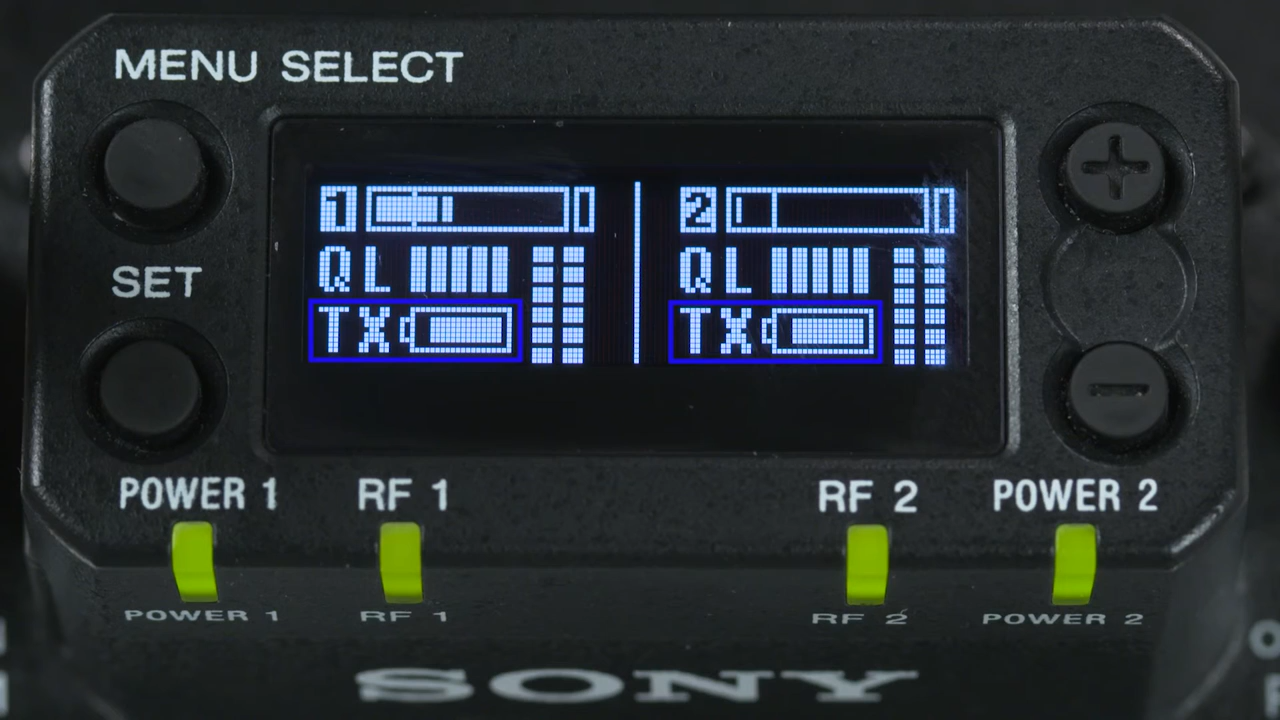 MENU SELECT
1 2
QL QL
SET
TX TX
POWER 1 RF 1 RF 2 POWER 2
POWER 1 RF 1 RF 2 POWER 2
SONY